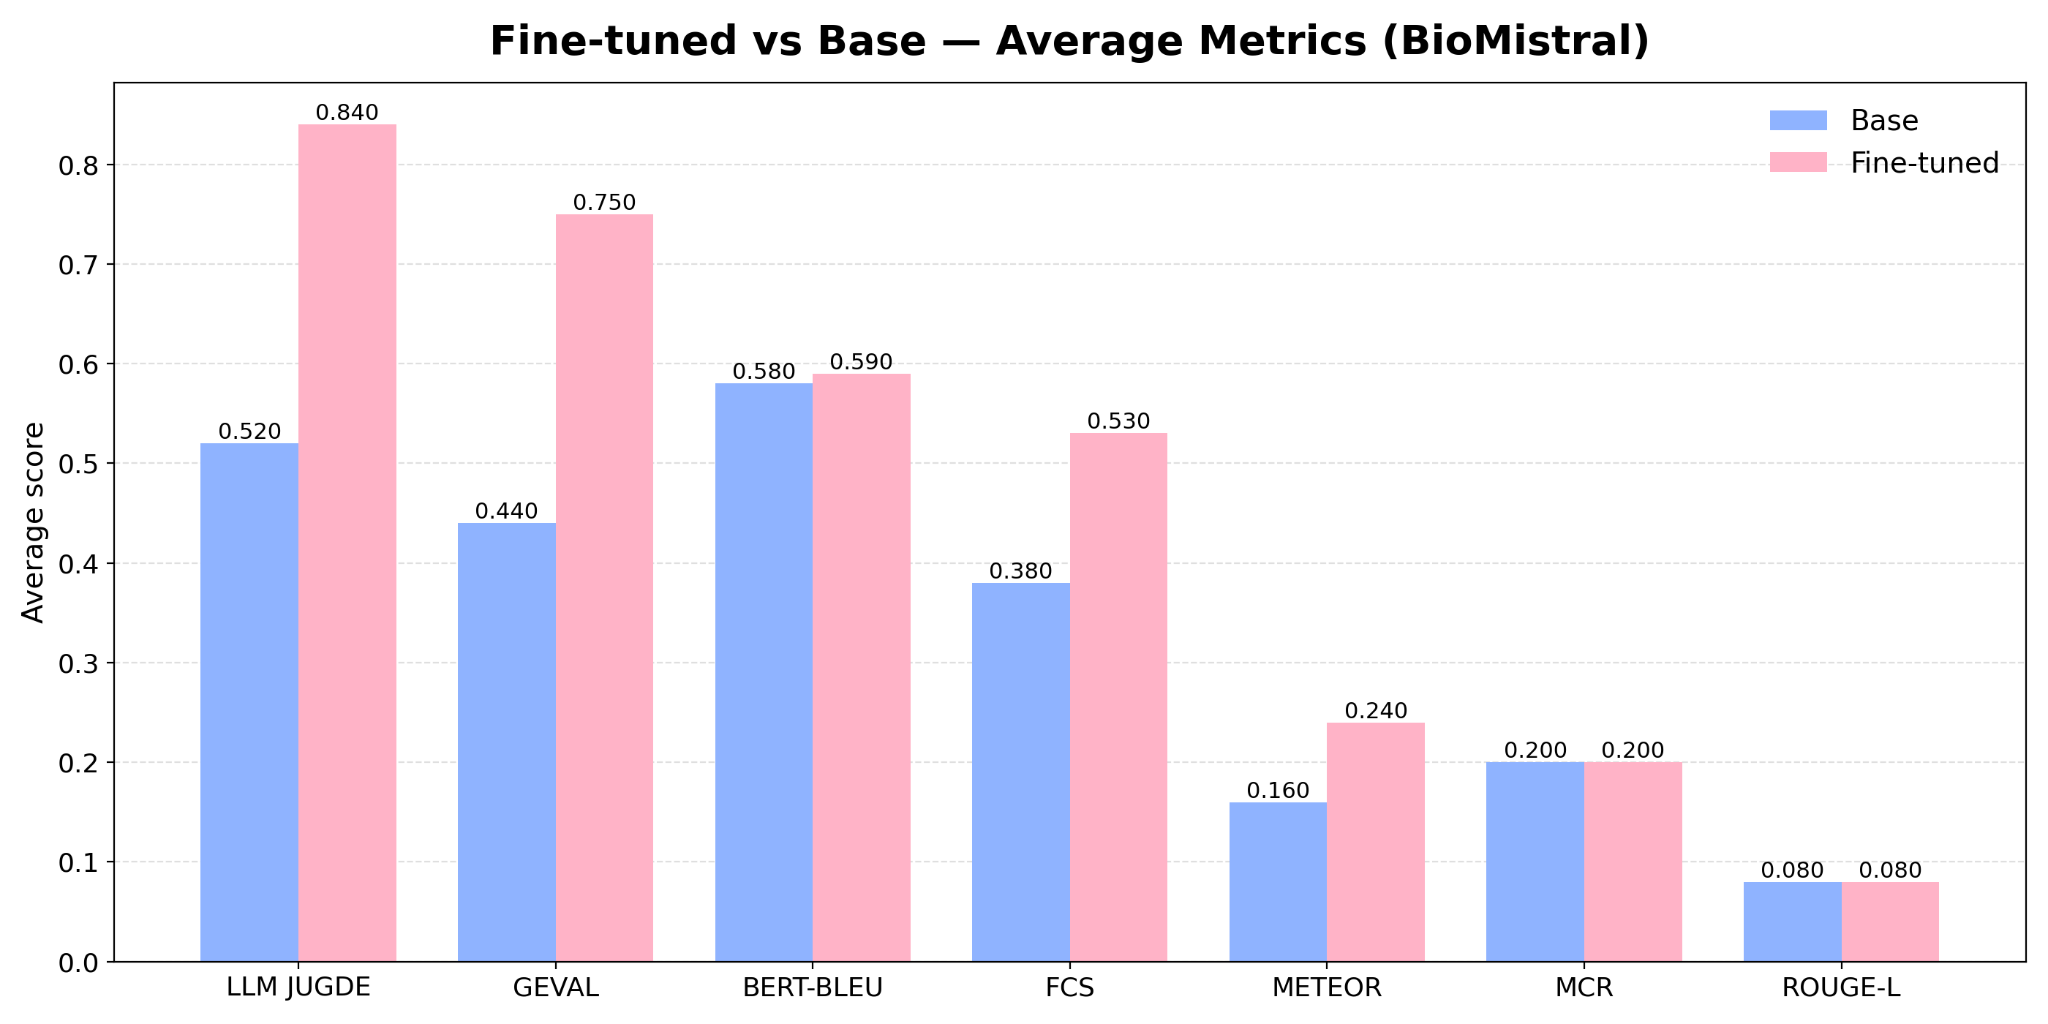 Fine-tuned vs Base — Average Metrics (BioMistral)
Base
Fine-tuned
Average score
0.8
0.7
0.6
0.5
0.4
0.3
0.2
0.1
0.0
0.520
0.840
0.440
0.750
0.580
0.590
0.380
0.530
0.160
0.240
0.200
0.200
0.080
0.080
LLM JUGDE
GEVAL
BERT-BLEU
FCS
METEOR
MCR
ROUGE-L